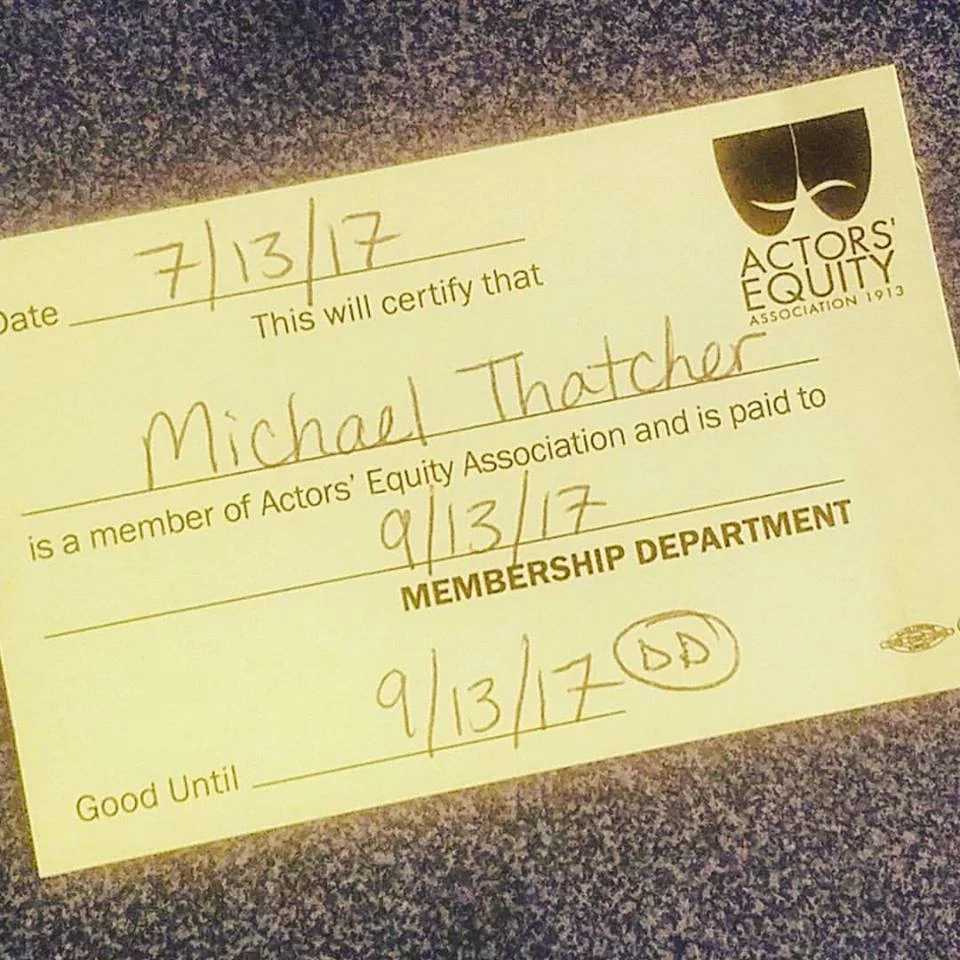 ACTORS'
EQUITY
ASSOCIATION 1913
Date 7/13/17
This will certify that
Michael Thatcher
is a member of Actors' Equity Association and is paid to
9/13/17
MEMBERSHIP DEPARTMENT
Good Until 9/13/17 DD